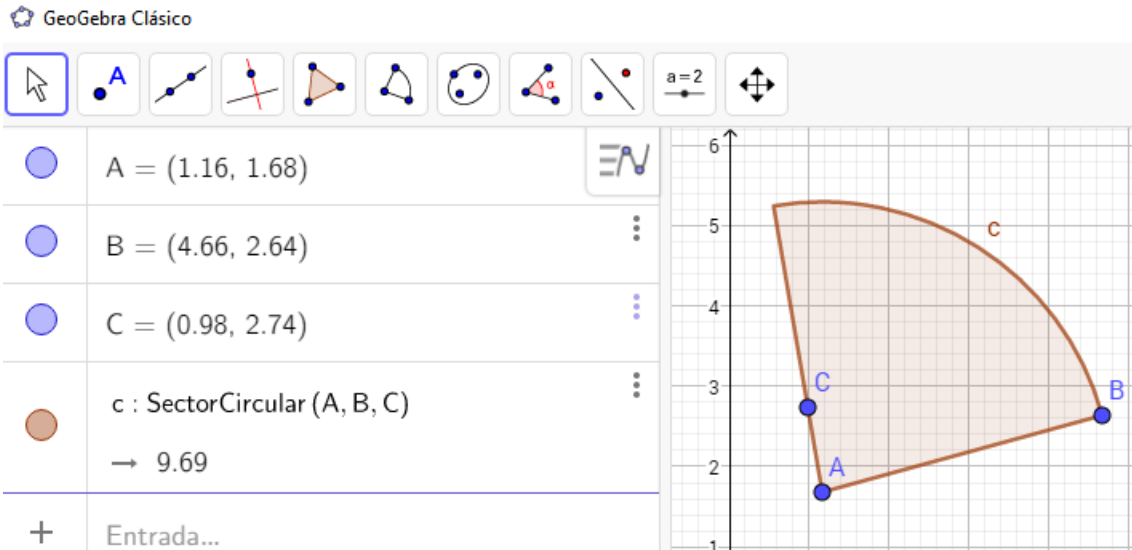 GeoGebra Clásico
A
α
a=2
A = (1.16, 1.68)
B = (4.66, 2.64)
C = (0.98, 2.74)
c : SectorCircular (A, B, C)
→ 9.69
+ Entrada...
6
5
c
4
3
C
B
2
A
1